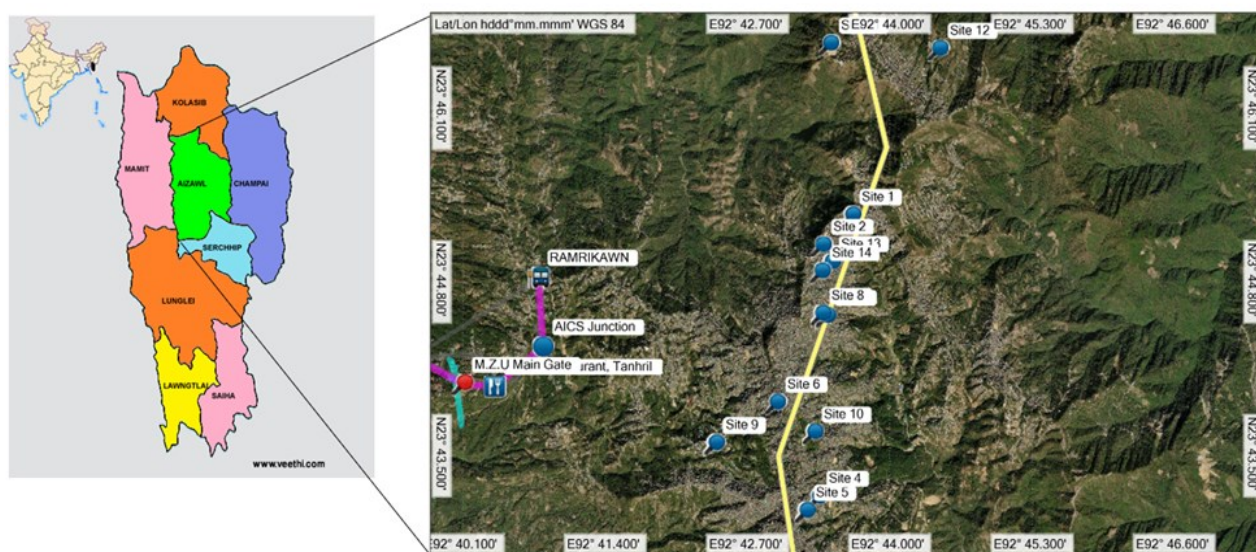 KOLASIB
MAMIT
AIZAWL
CHAMPAI
SERCHHIP
LUNGLEI
LAWNGTLAI
SAIHA
www.veethi.com
Lat/Lon hddd°mm.mmm' WGS 84
E92° 42.700'
E92° 44.000'
E92° 45.300'
E92° 46.600'
S
Site 12
N23° 46.100'
N23° 46.100'
Site 1
Site 2
Site 13
Site 14
RAMRIKAWN
N23° 44.800'
N23° 44.800'
Site 8
AICS Junction
M.Z.U Main Gate
urant, Tanhril
Site 6
Site 10
Site 9
N23° 43.500'
N23° 43.500'
Site 4
Site 5
E92° 40.100'
E92° 41.400'
E92° 42.700'
E92° 44.000'
E92° 45.300'
E92° 46.600'